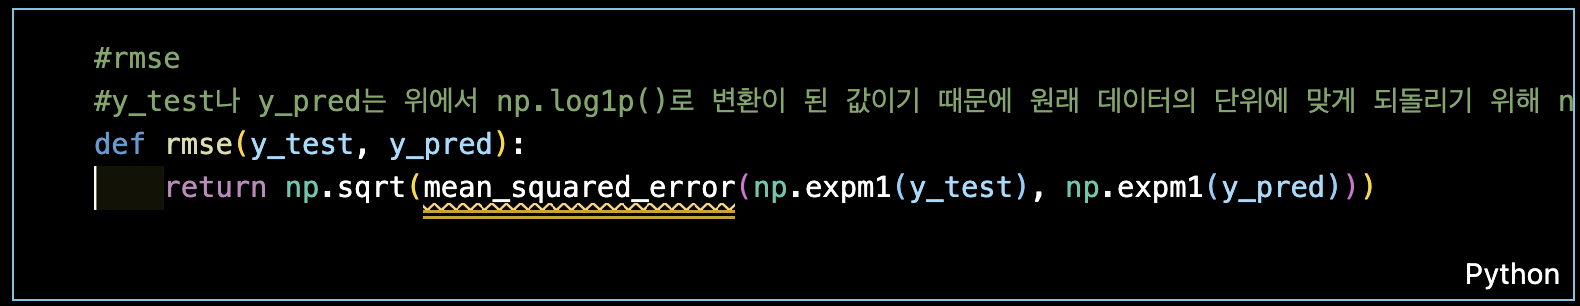 #rmse
#y_test나 y_pred는 위에서 np.log1p()로 변환이 된 값이기 때문에 원래 데이터의 단위에 맞게 되돌리기 위해 n
def rmse(y_test, y_pred):
    return np.sqrt(mean_squared_error(np.expm1(y_test), np.expm1(y_pred)))
Python